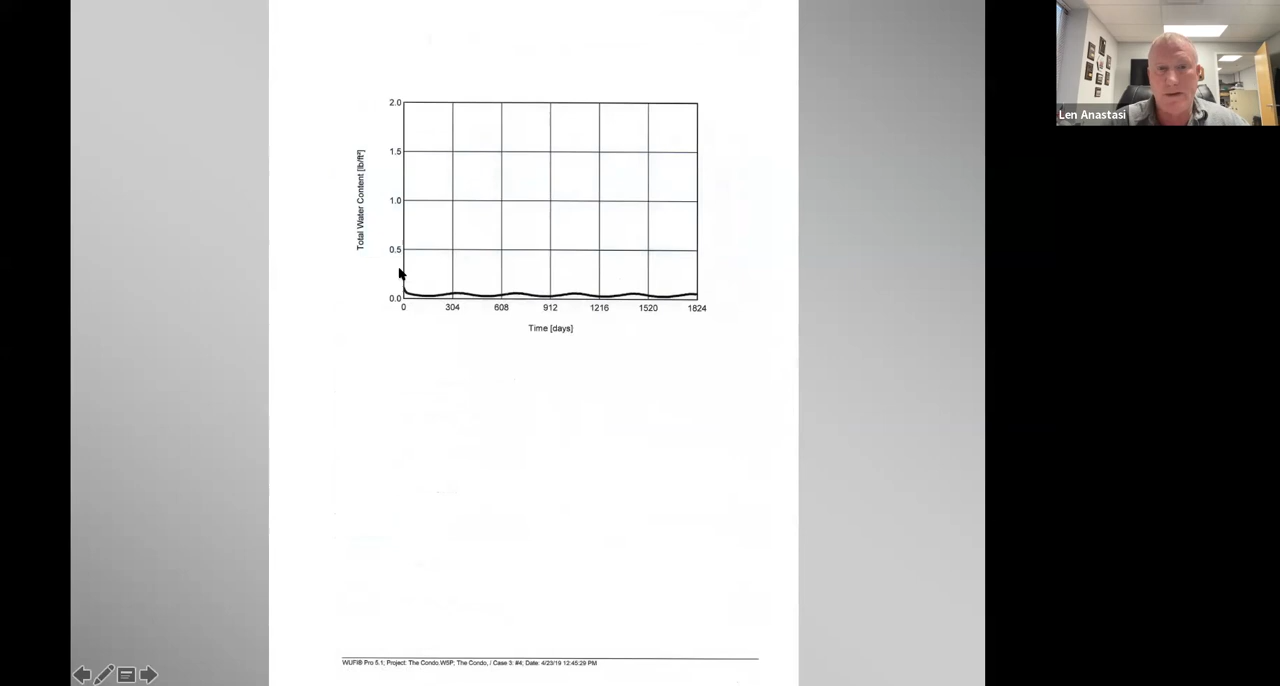 Len Anastasi
2.0
1.5
1.0
0.5
0.0
Total Water Content [lb/ft²]
0 304 608 912 1216 1520 1824
Time [days]
WUFI® Pro 5.1; Project: The Condo.W5P; The Condo, / Case 3: #4; Date: 4/23/19 12:45:29 PM